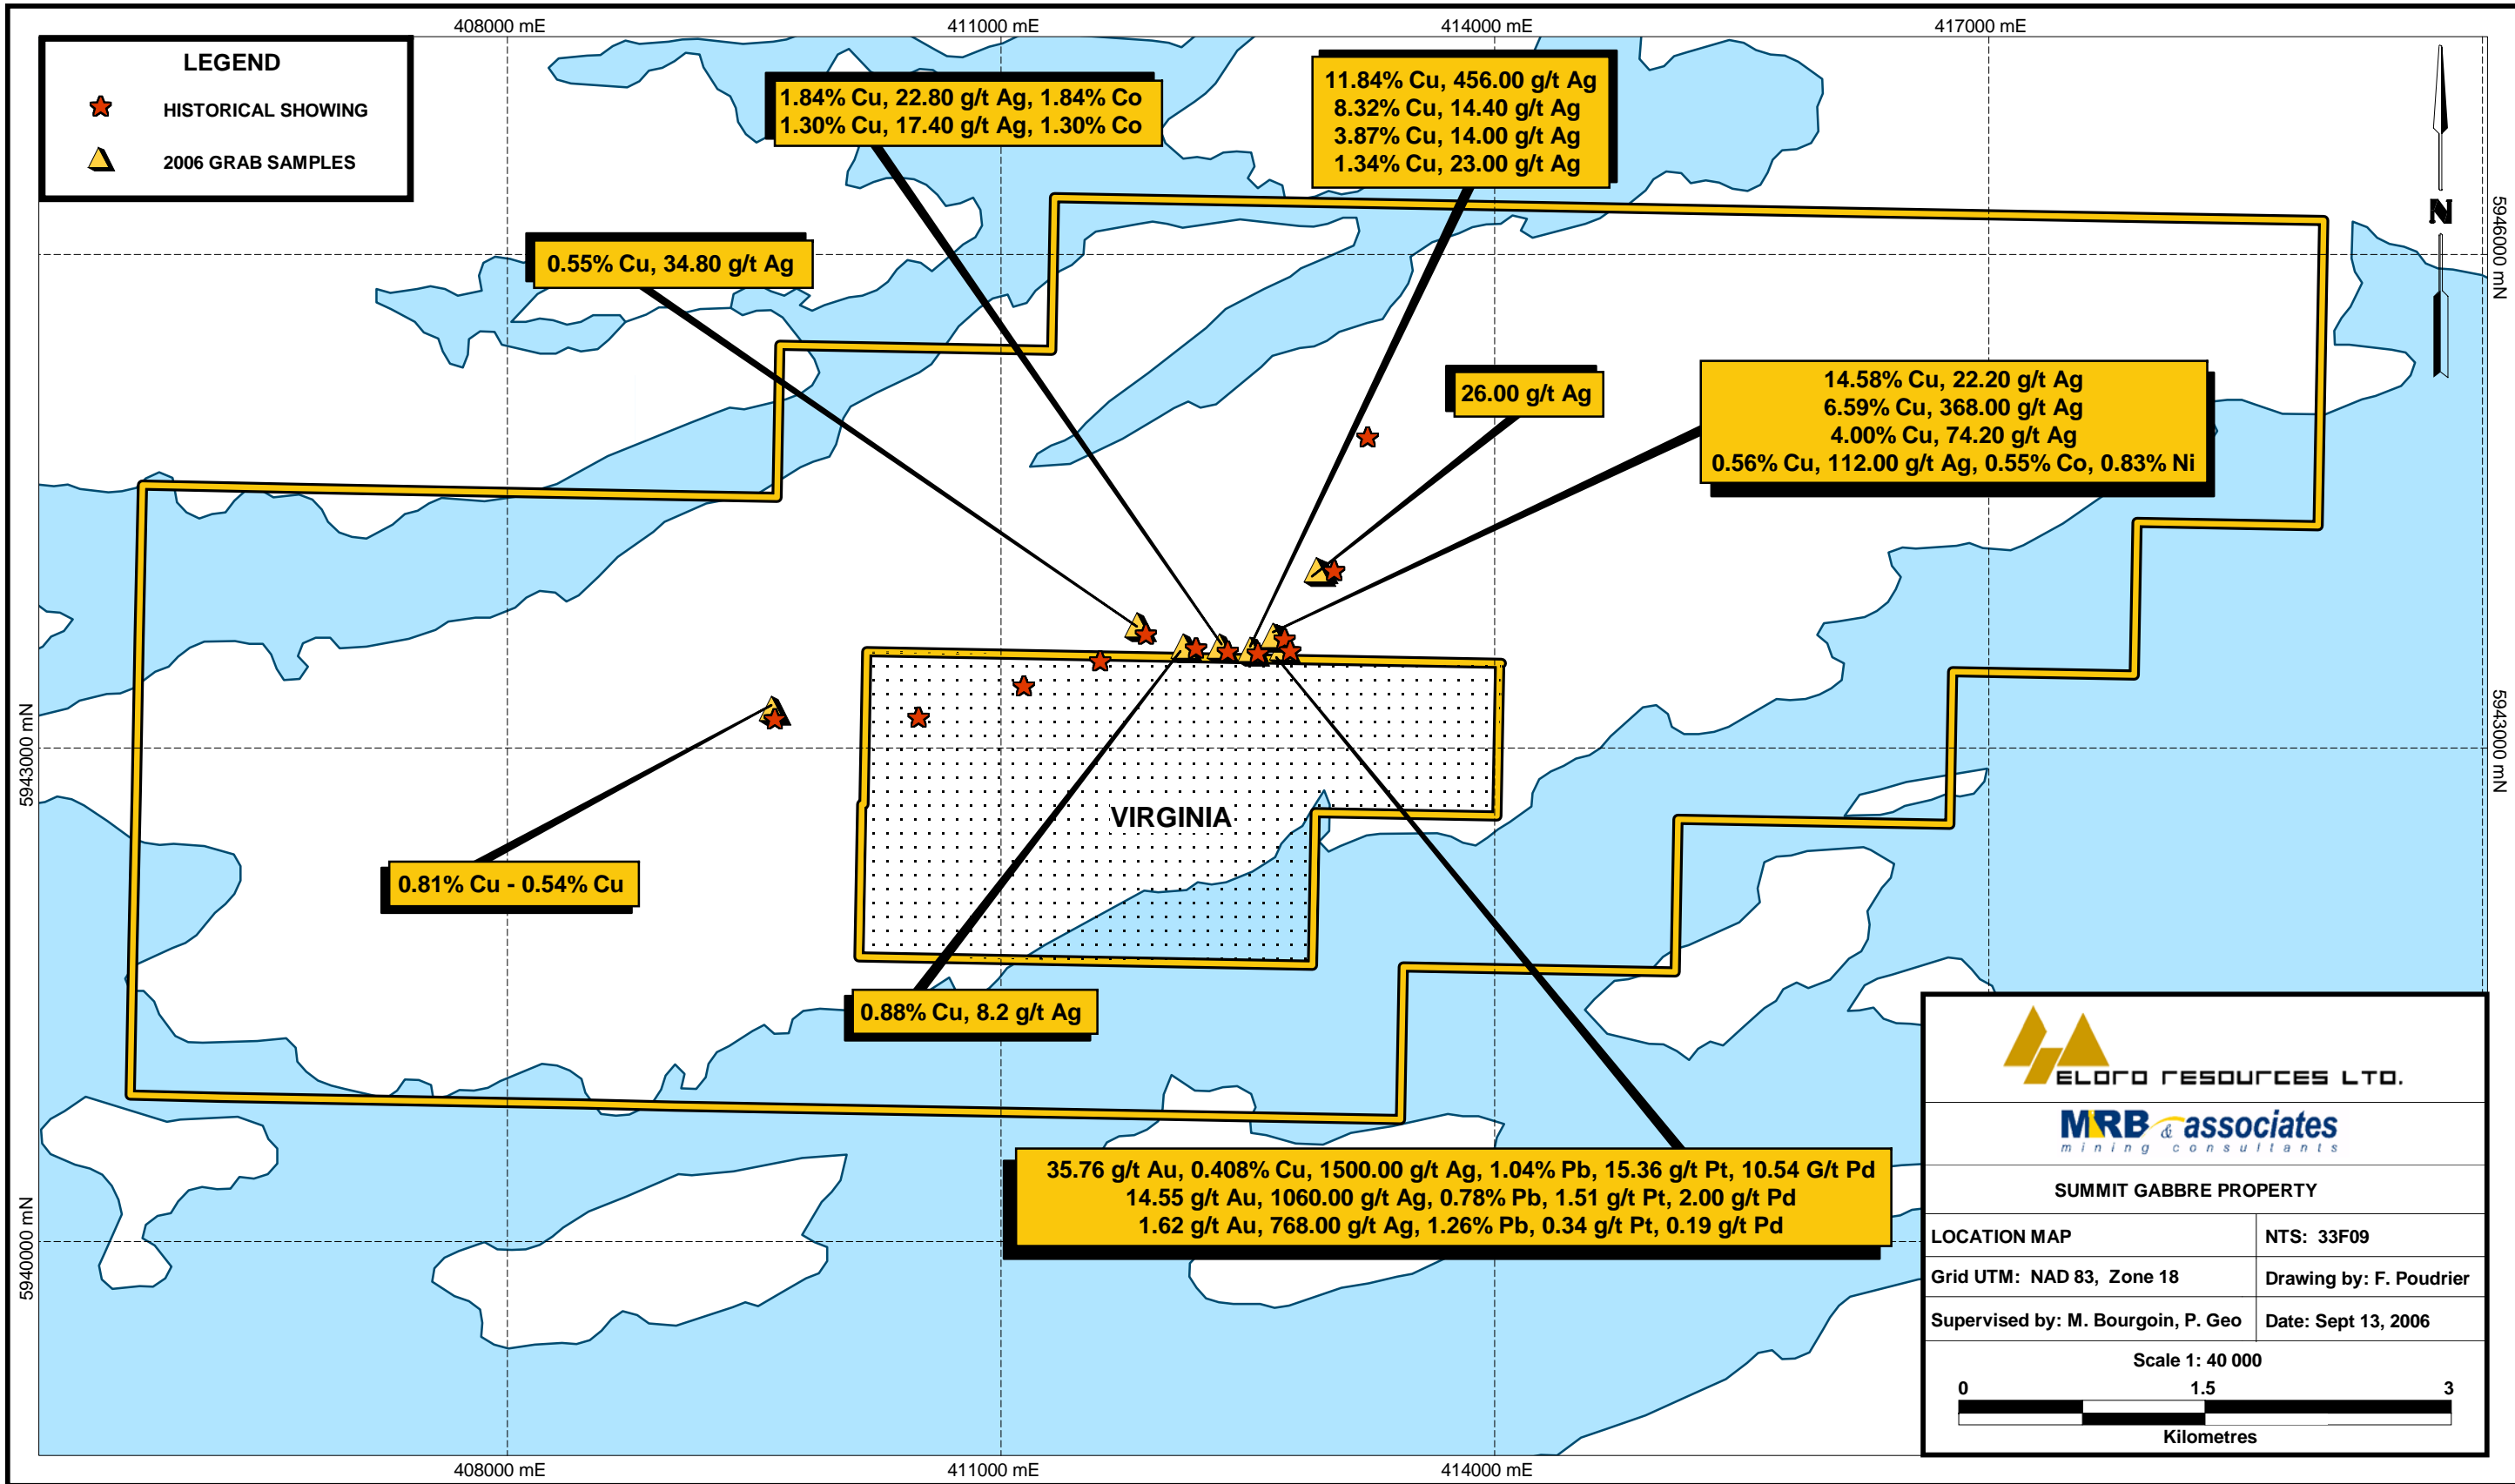 408000 mE
411000 mE
414000 mE
417000 mE
LEGEND
HISTORICAL SHOWING
2006 GRAB SAMPLES
1.84% Cu, 22.80 g/t Ag, 1.84% Co
1.30% Cu, 17.40 g/t Ag, 1.30% Co
11.84% Cu, 456.00 g/t Ag
8.32% Cu, 14.40 g/t Ag
3.87% Cu, 14.00 g/t Ag
1.34% Cu, 23.00 g/t Ag
N
5946000 mN
0.55% Cu, 34.80 g/t Ag
26.00 g/t Ag
14.58% Cu, 22.20 g/t Ag
6.59% Cu, 368.00 g/t Ag
4.00% Cu, 74.20 g/t Ag
0.56% Cu, 112.00 g/t Ag, 0.55% Co, 0.83% Ni
5943000 mN
5943000 mN
VIRGINIA
0.81% Cu - 0.54% Cu
0.88% Cu, 8.2 g/t Ag
35.76 g/t Au, 0.408% Cu, 1500.00 g/t Ag, 1.04% Pb, 15.36 g/t Pt, 10.54 G/t Pd
14.55 g/t Au, 1060.00 g/t Ag, 0.78% Pb, 1.51 g/t Pt, 2.00 g/t Pd
1.62 g/t Au, 768.00 g/t Ag, 1.26% Pb, 0.34 g/t Pt, 0.19 g/t Pd
5940000 mN
ELORO RESOURCES LTD.
MRB & associates
mining consultants
SUMMIT GABBRE PROPERTY
LOCATION MAP
NTS: 33F09
Grid UTM: NAD 83, Zone 18
Drawing by: F. Poudrier
Supervised by: M. Bourgoin, P. Geo
Date: Sept 13, 2006
Scale 1: 40 000
0 1.5 3
Kilometres
408000 mE
411000 mE
414000 mE